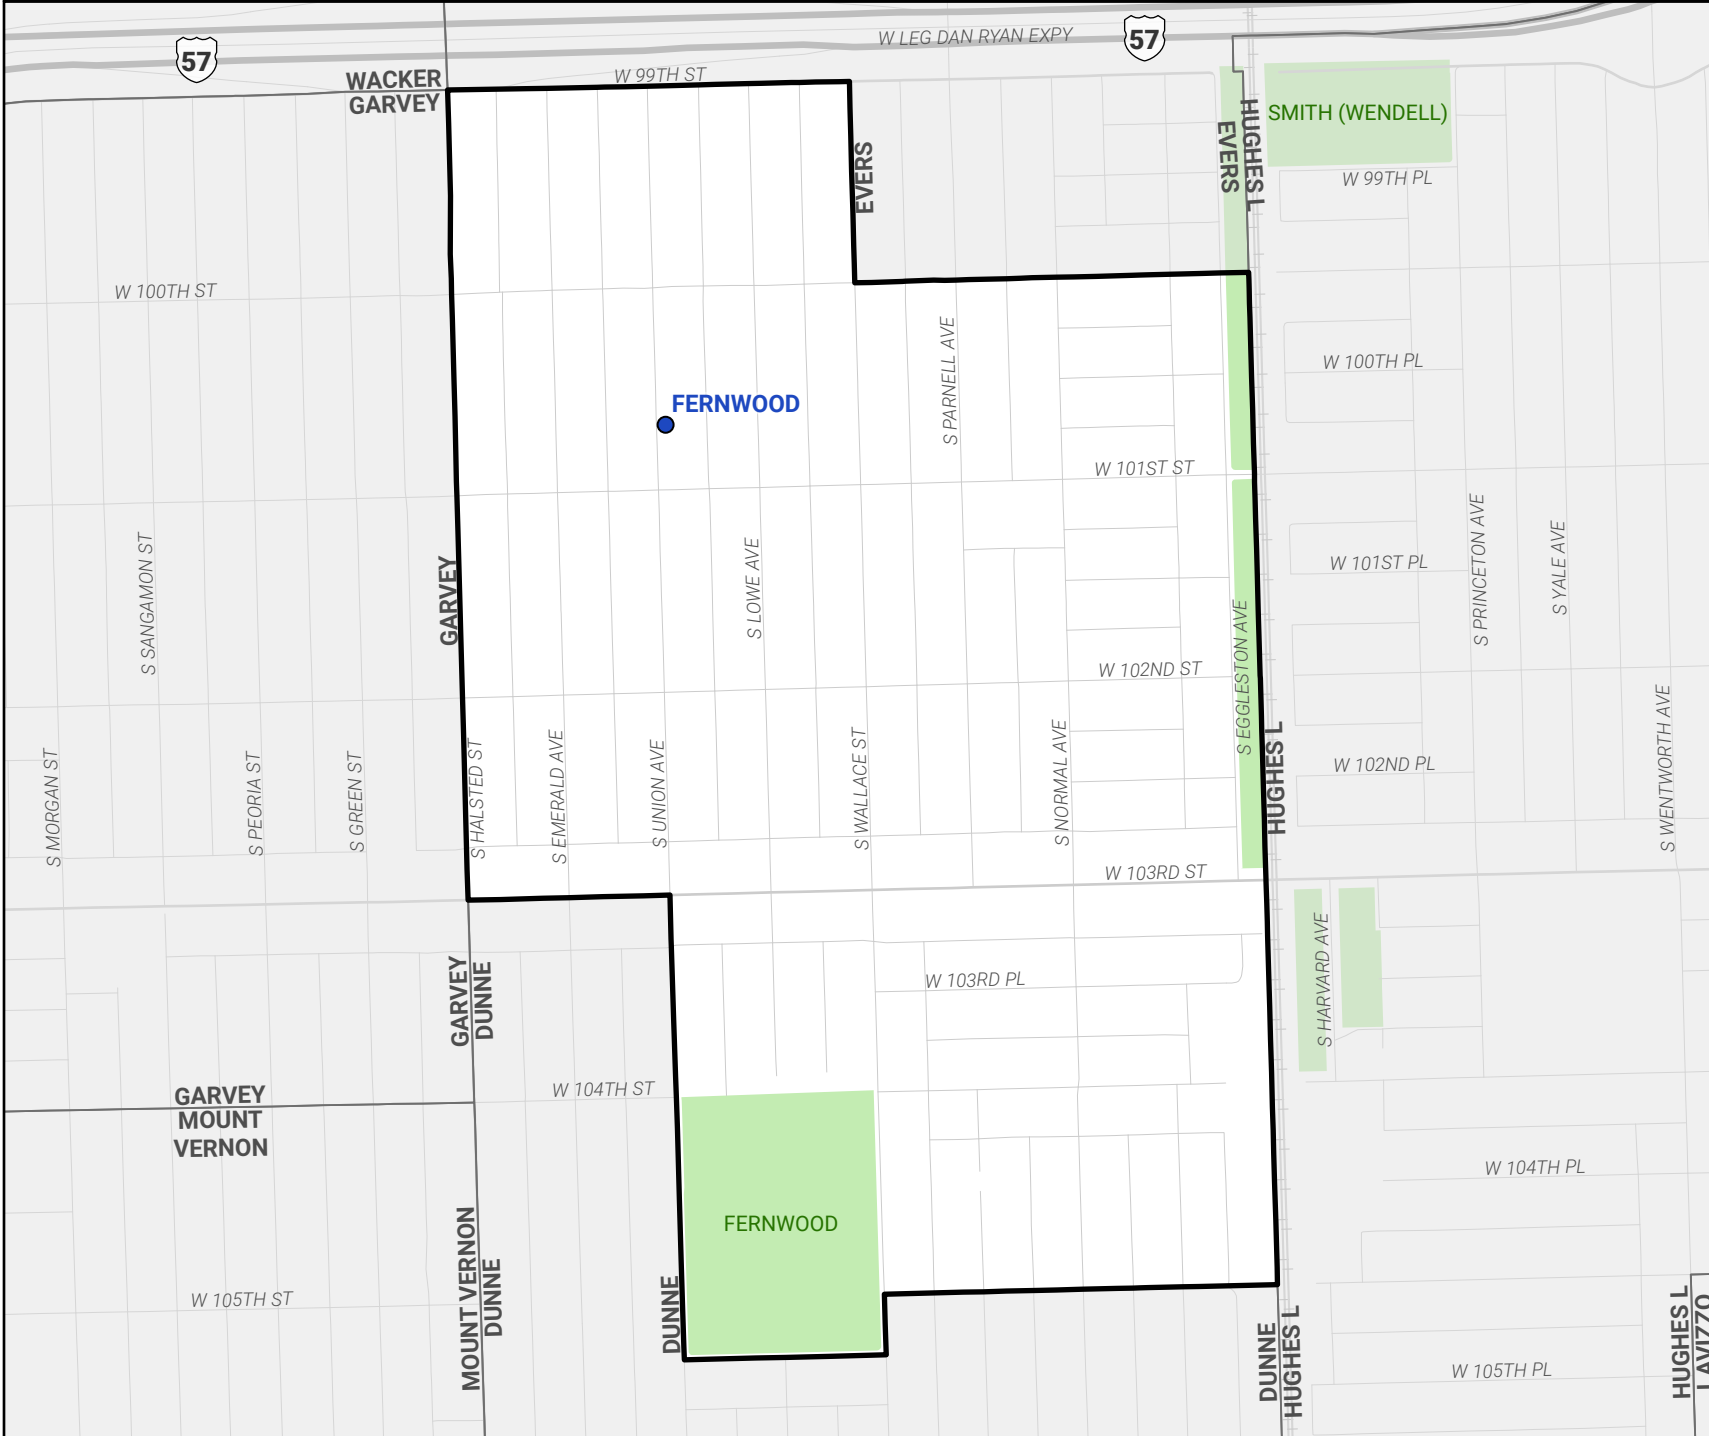 57
W LEG DAN RYAN EXPY
57
WACKER
GARVEY
W 99TH ST
EVERS
EVERS
HUGHES L
SMITH (WENDELL)
W 99TH PL
W 100TH ST
S PARNELL AVE
W 100TH PL
FERNWOOD
W 101ST ST
S SANGAMON ST
GARVEY
S LOWE AVE
S PRINCETON AVE
S YALE AVE
W 101ST PL
W 102ND ST
S EGGLESTON AVE
HUGHES L
S MORGAN ST
S PEORIA ST
S GREEN ST
S HALSTED ST
S EMERALD AVE
S UNION AVE
S WALLACE ST
S NORMAL AVE
W 102ND PL
S WENTWORTH AVE
W 103RD ST
GARVEY
DUNNE
W 103RD PL
S HARVARD AVE
GARVEY
MOUNT
VERNON
W 104TH ST
W 104TH PL
FERNWOOD
MOUNT VERNON
DUNNE
W 105TH ST
DUNNE
DUNNE
HUGHES L
W 105TH PL
HUGHES L
LAVIZZO